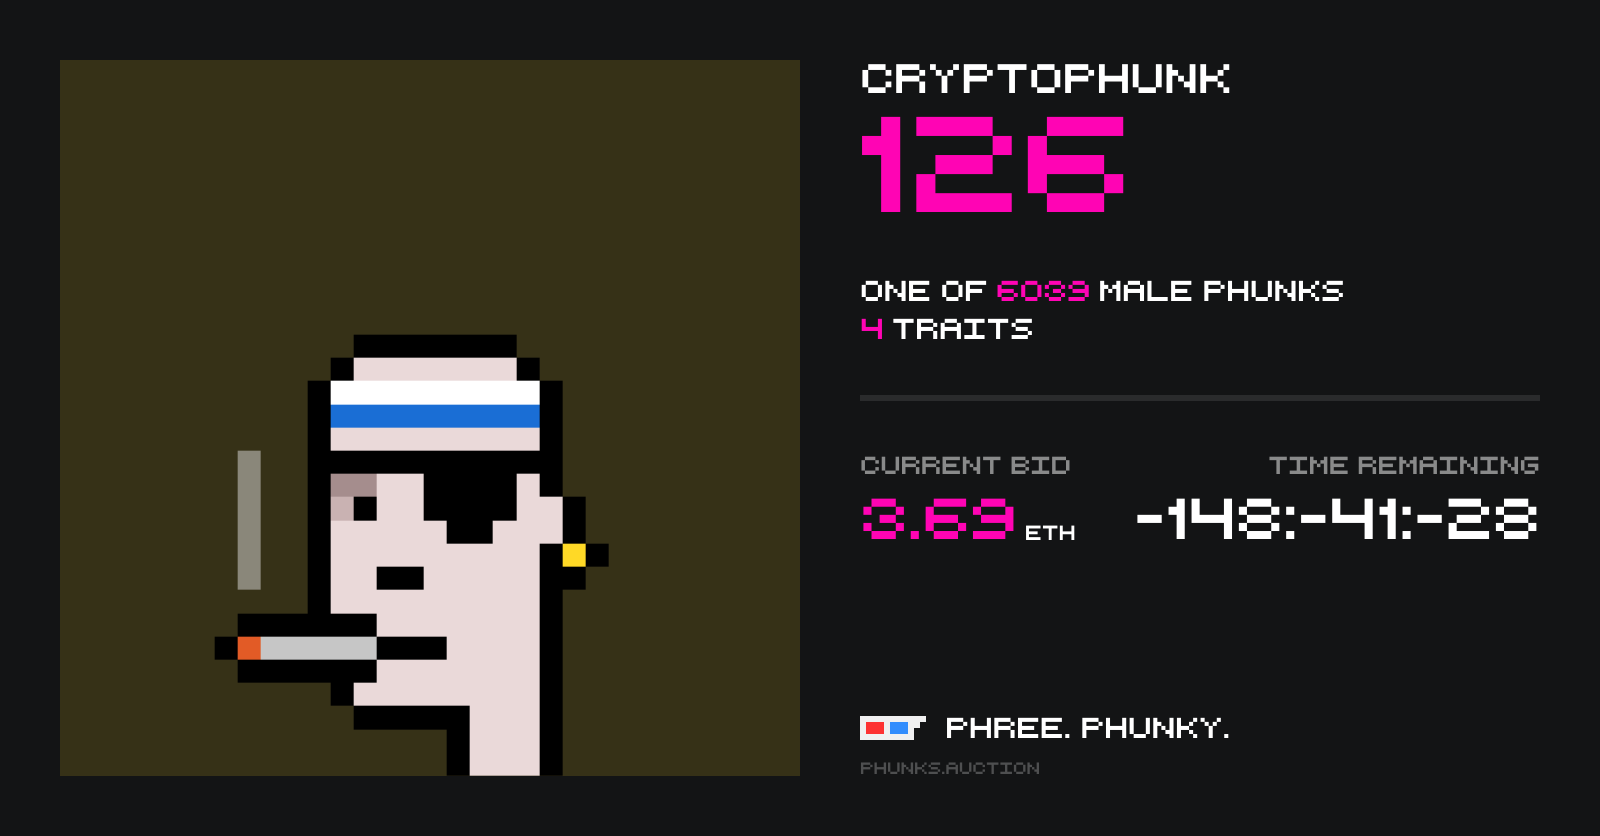 CRYPTOPHUNK
126
ONE OF 6039 MALE PHUNKS
4 TRAITS
CURRENT BID
TIME REMAINING
3.69 ETH
-148:-41:-28
PHREE. PHUNKY.
PHUNKS.AUCTION